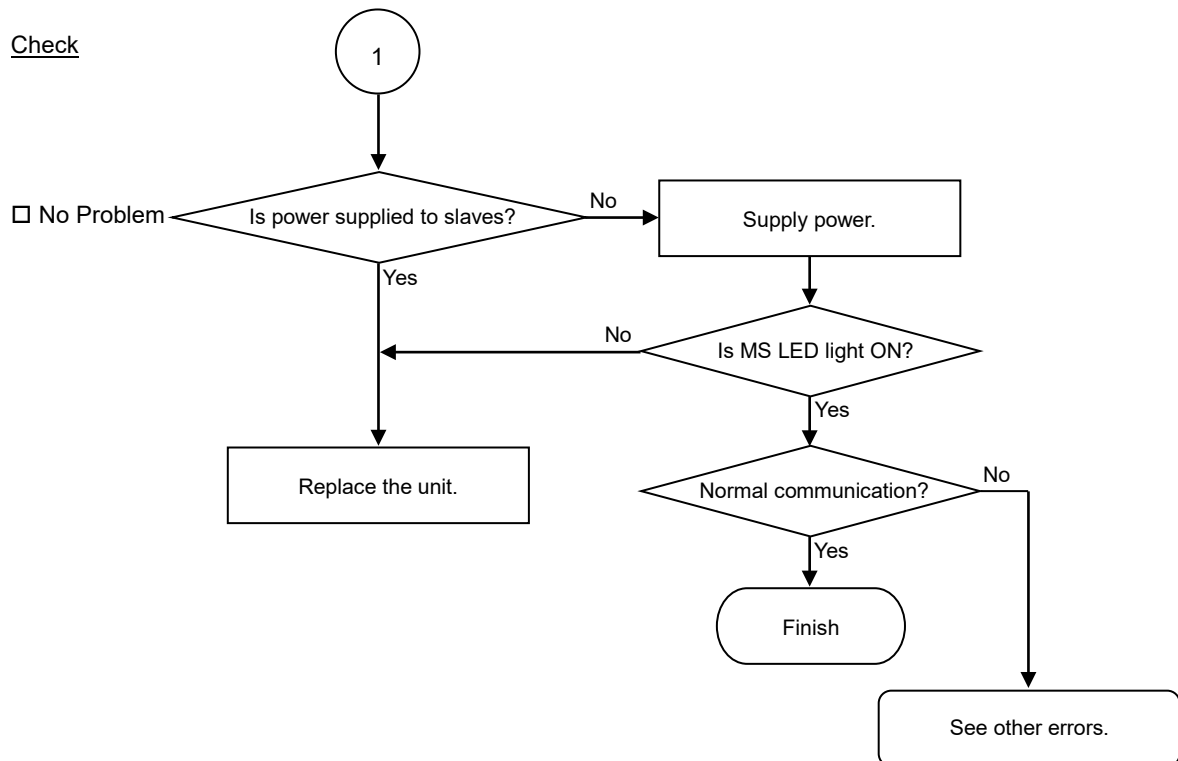 Check
1
□ No Problem
Is power supplied to slaves?
No
Supply power.
Yes
No
Is MS LED light ON?
Yes
Replace the unit.
Normal communication?
No
Yes
Finish
See other errors.